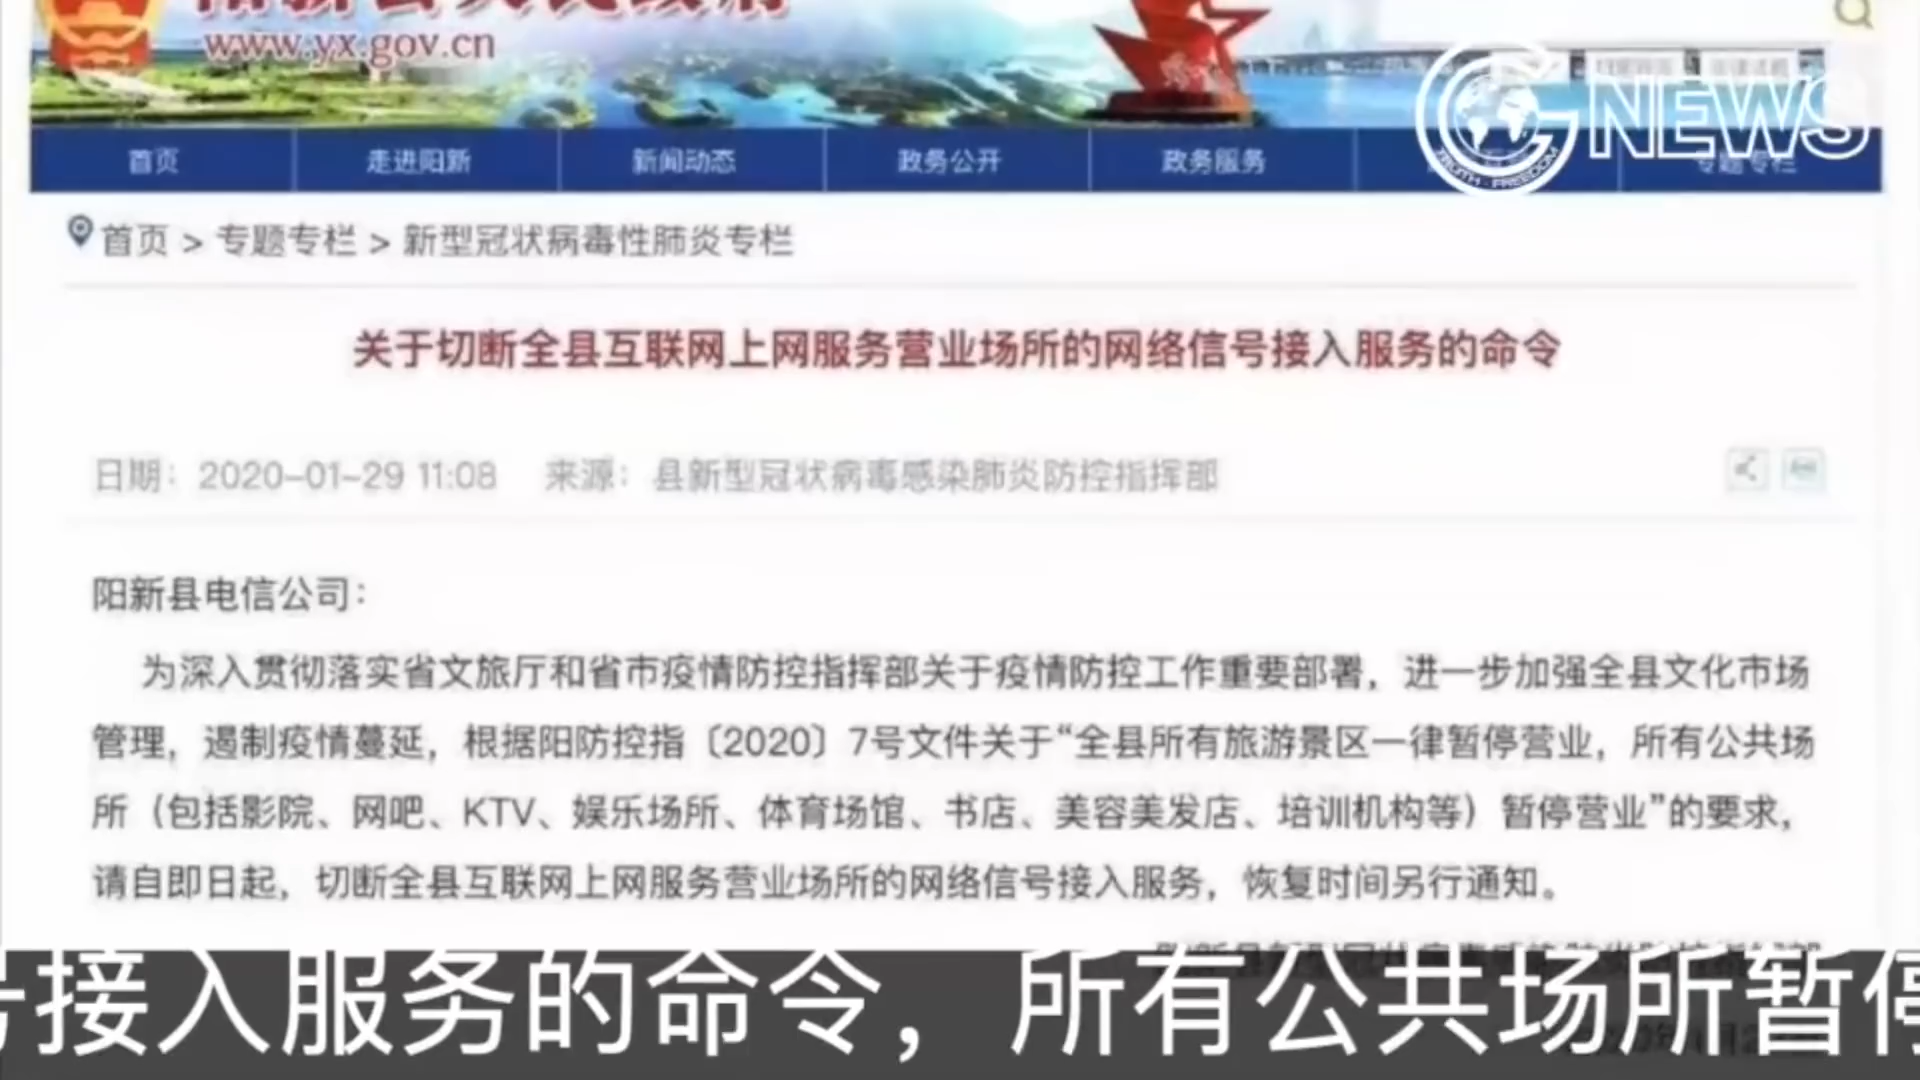 www.yx.gov.cn
GNEWS
TRUTH · FREEDOM
首页 走进阳新 新闻动态 政务公开 政务服务 专题专栏
首页 > 专题专栏 > 新型冠状病毒性肺炎专栏
关于切断全县互联网上网服务营业场所的网络信号接入服务的命令
日期：2020-01-29 11:08 来源：县新型冠状病毒感染肺炎防控指挥部
阳新县电信公司：
为深入贯彻落实省文旅厅和省市疫情防控指挥部关于疫情防控工作重要部署，进一步加强全县文化市场
管理，遏制疫情蔓延，根据阳防控指〔2020〕7号文件关于“全县所有旅游景区一律暂停营业，所有公共场
所（包括影院、网吧、KTV、娱乐场所、体育场馆、书店、美容美发店、培训机构等）暂停营业”的要求，
请自即日起，切断全县互联网上网服务营业场所的网络信号接入服务，恢复时间另行通知。
号接入服务的命令，所有公共场所暂停